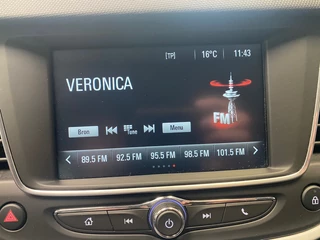 [TP] 16°C 11:43
VERONICA
FM
Bron Tune Menu
89.5 FM 92.5 FM 95.5 FM 98.5 FM 101.5 FM